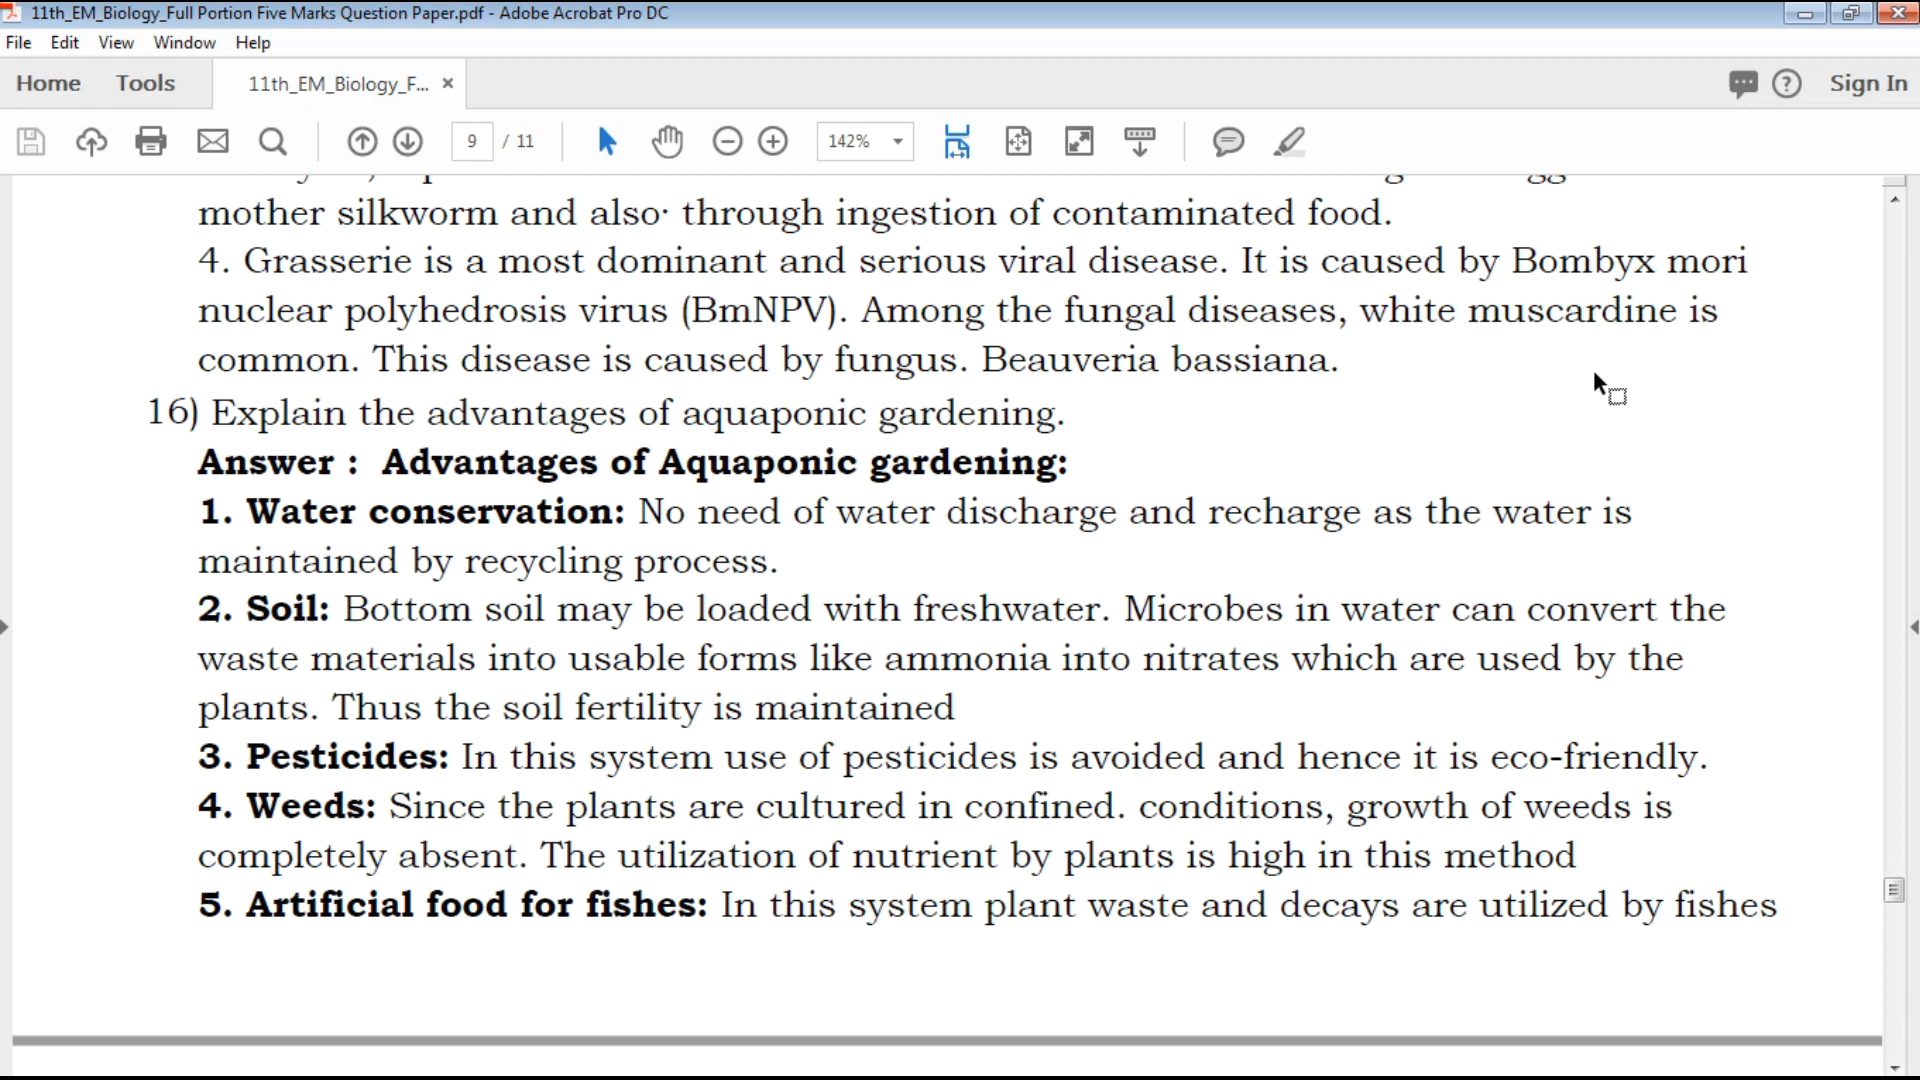 11th_EM_Biology_Full Portion Five Marks Question Paper.pdf - Adobe Acrobat Pro DC
File Edit View Window Help
Home Tools 11th_EM_Biology_F... × Sign In
9 / 11 142%
mother silkworm and also· through ingestion of contaminated food.
4. Grasserie is a most dominant and serious viral disease. It is caused by Bombyx mori
nuclear polyhedrosis virus (BmNPV). Among the fungal diseases, white muscardine is
common. This disease is caused by fungus. Beauveria bassiana.
16) Explain the advantages of aquaponic gardening.
Answer : Advantages of Aquaponic gardening:
1. Water conservation: No need of water discharge and recharge as the water is
maintained by recycling process.
2. Soil: Bottom soil may be loaded with freshwater. Microbes in water can convert the
waste materials into usable forms like ammonia into nitrates which are used by the
plants. Thus the soil fertility is maintained
3. Pesticides: In this system use of pesticides is avoided and hence it is eco-friendly.
4. Weeds: Since the plants are cultured in confined. conditions, growth of weeds is
completely absent. The utilization of nutrient by plants is high in this method
5. Artificial food for fishes: In this system plant waste and decays are utilized by fishes